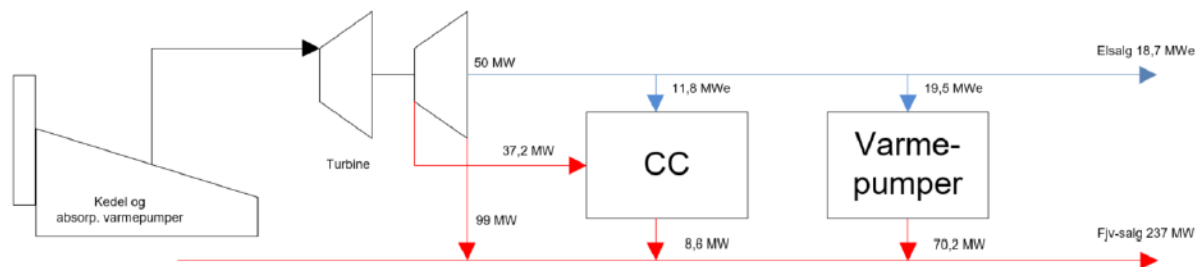 50 MW
Elsalg 18,7 MWe
11,8 MWe
19,5 MWe
Turbine
37,2 MW
CC
Varme-
pumper
Kedel og
absorp. varmepumper
99 MW
8,6 MW
70,2 MW
Fjv-salg 237 MW